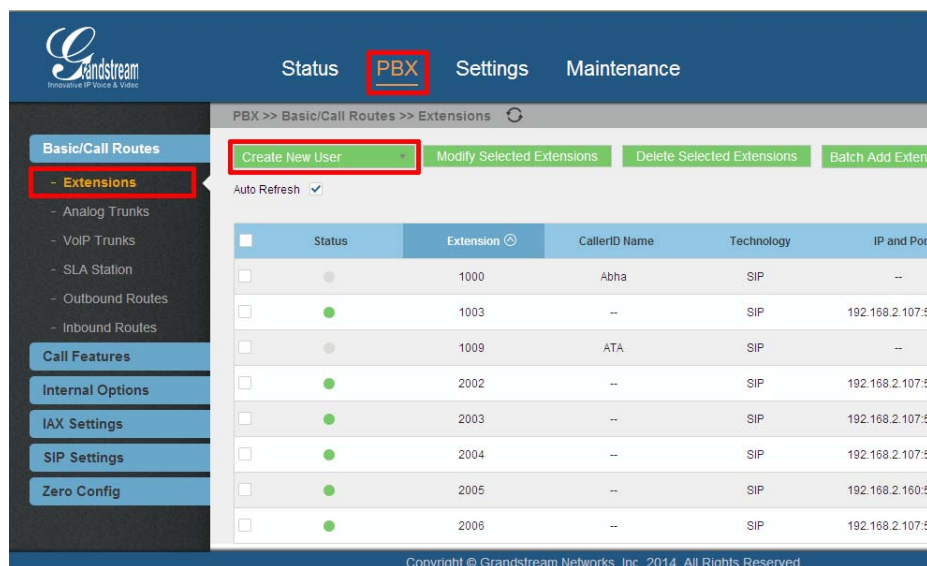 Grandstream
Innovative IP Voice & Video
Status PBX Settings Maintenance
PBX >> Basic/Call Routes >> Extensions
Basic/Call Routes
- Extensions
- Analog Trunks
- VoIP Trunks
- SLA Station
- Outbound Routes
- Inbound Routes
Call Features
Internal Options
IAX Settings
SIP Settings
Zero Config
Create New User Modify Selected Extensions Delete Selected Extensions Batch Add Exten
Auto Refresh
Status Extension CallerID Name Technology IP and Por
1000 Abha SIP --
1003 -- SIP 192.168.2.107:5
1009 ATA SIP --
2002 -- SIP 192.168.2.107:5
2003 -- SIP 192.168.2.107:5
2004 -- SIP 192.168.2.107:5
2005 -- SIP 192.168.2.160:5
2006 -- SIP 192.168.2.107:5
Copyright © Grandstream Networks, Inc. 2014. All Rights Reserved.